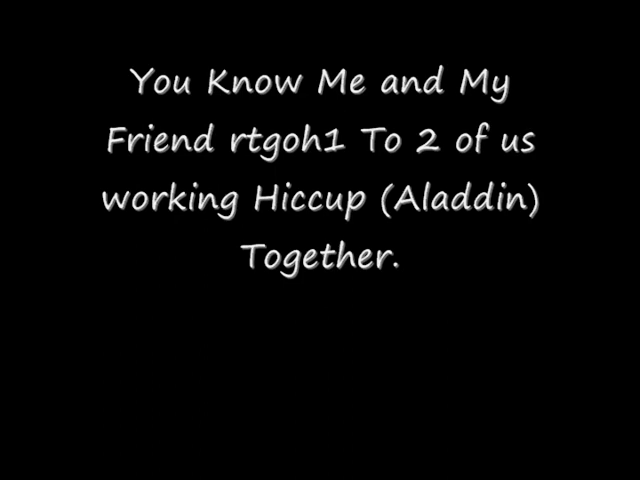 You Know Me and My
Friend rtgoh1 To 2 of us
working Hiccup (Aladdin)
Together.